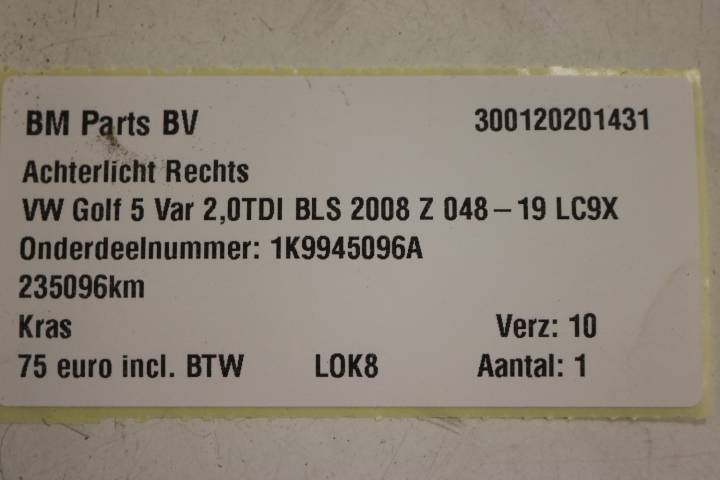 BM Parts BV 300120201431
Achterlicht Rechts
VW Golf 5 Var 2,0TDI BLS 2008 Z 048-19 LC9X
Onderdeelnummer: 1K9945096A
235096km
Kras Verz: 10
75 euro incl. BTW LOK8 Aantal: 1